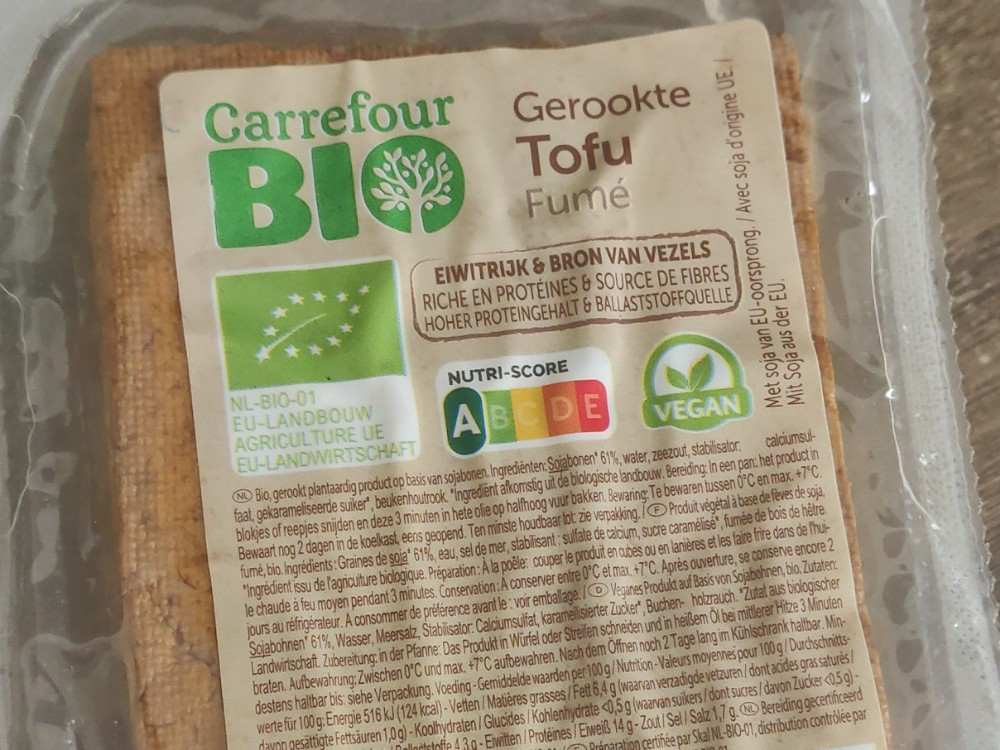 Carrefour
BIO
Gerookte
Tofu
Fumé
EIWITRIJK & BRON VAN VEZELS
RICHE EN PROTÉINES & SOURCE DE FIBRES
HOHER PROTEINGEHALT & BALLASTSTOFFQUELLE
Met soja van EU-oorsprong. / Avec soja d'origine UE. /
Mit Soja aus der EU.
NL-BIO-01
EU-LANDBOUW
AGRICULTURE UE
EU-LANDWIRTSCHAFT
NUTRI-SCORE
A B C D E
VEGAN
NL Bio, gerookt plantaardig product op basis van sojabonen. Ingrediënten: Sojabonen* 61%, water, zeezout, stabilisator: calciumsul-
faat, gekarameliseerde suiker*, beukenhoutrook. *Ingrediënt afkomstig uit de biologische landbouw. Bereiding: In een pan: het product in
blokjes of reepjes snijden en deze 3 minuten in hete olie op halfhoog vuur bakken. Bewaring: Te bewaren tussen 0°C en max. +7°C.
Bewaart nog 2 dagen in de koelkast, eens geopend. Ten minste houdbaar tot: zie verpakking. / F Produit végétal à base de fèves de soja,
fumé, bio. Ingrédients: Graines de soja* 61%, eau, sel de mer, stabilisant : sulfate de calcium, sucre caramélisé*, fumée de bois de hêtre.
*Ingrédient issu de l'agriculture biologique. Préparation: A la poêle: couper le produit en cubes ou en lanières et les faire frire dans de l'hui-
le chaude à feu moyen pendant 3 minutes. Conservation: A conserver entre 0°C et max. +7°C. Après ouverture, se conserve encore 2
jours au réfrigérateur. A consommer de préférence avant le : voir emballage. / D Veganes Produkt auf Basis von Sojabohnen, bio. Zutaten:
Sojabohnen* 61%, Wasser, Meersalz, Stabilisator: Calciumsulfat, karamellisierter Zucker*, Buchen- holzrauch. *Zutat aus biologischer
Landwirtschaft. Zubereitung: in der Pfanne: Das Produkt in Würfel oder Streifen schneiden und in heißem Öl bei mittlerer Hitze 3 Minuten
braten. Aufbewahrung: Zwischen 0°C und max. +7°C aufbewahren. Nach dem Öffnen noch 2 Tage lang im Kühlschrank haltbar. Min-
destens haltbar bis: siehe Verpackung. Voeding - Gemiddelde waarden per 100 g / Nutrition - Valeurs moyennes pour 100 g / Durchschnitts-
werte für 100 g: Energie 516 kJ (124 kcal) - Vetten / Matières grasses / Fett 6,4 g (waarvan verzadigde vetzuren / dont acides gras saturés /
davon gesättigte Fettsäuren 1,0 g) - Koolhydraten / Glucides / Kohlenhydrate <0,5 g (waarvan suikers / dont sucres / davon Zucker <0,5 g) -
4,3 g - Eiwitten / Protéines / Eiweiß 14 g - Zout / Sel / Salz 1,7 g. NL Bereiding gecertificeerd
Préparation certifiée par Skal NL-BIO-01, distribution contrôlée par